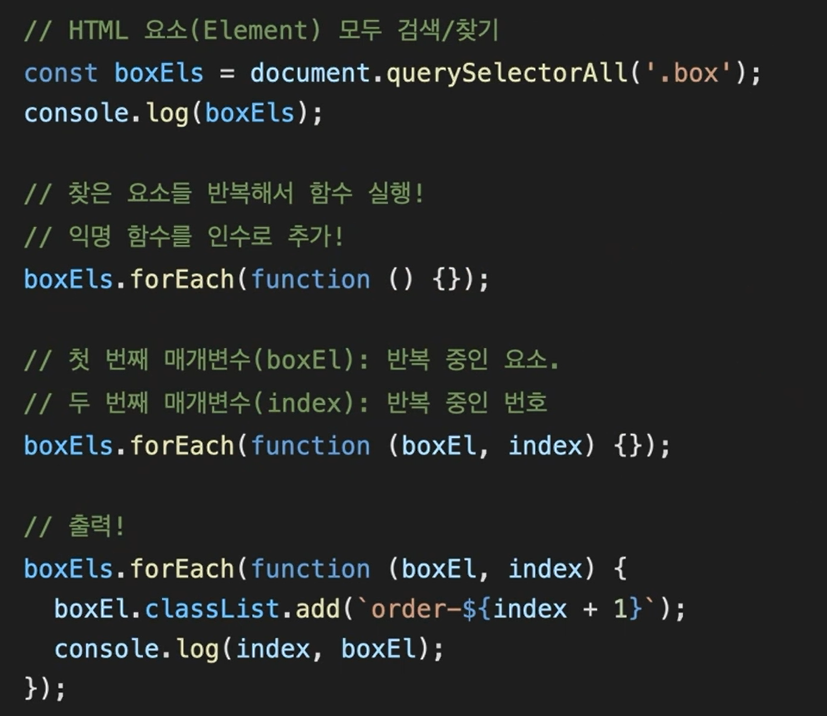 // HTML 요소(Element) 모두 검색/찾기
const boxEls = document.querySelectorAll('.box');
console.log(boxEls);
// 찾은 요소들 반복해서 함수 실행!
// 익명 함수를 인수로 추가!
boxEls.forEach(function () {});
// 첫 번째 매개변수(boxEl): 반복 중인 요소.
// 두 번째 매개변수(index): 반복 중인 번호
boxEls.forEach(function (boxEl, index) {});
// 출력!
boxEls.forEach(function (boxEl, index) {
  boxEl.classList.add(`order-${index + 1}`);
  console.log(index, boxEl);
});